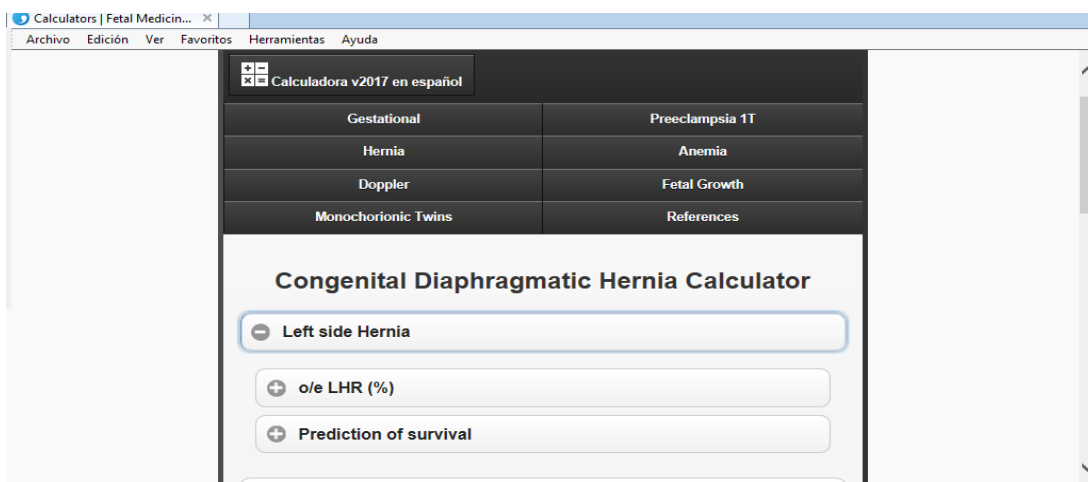 Calculators | Fetal Medicin...
Archivo Edición Ver Favoritos Herramientas Ayuda
Calculadora v2017 en español
Gestational Preeclampsia 1T
Hernia Anemia
Doppler Fetal Growth
Monochorionic Twins References
Congenital Diaphragmatic Hernia Calculator
Left side Hernia
o/e LHR (%)
Prediction of survival